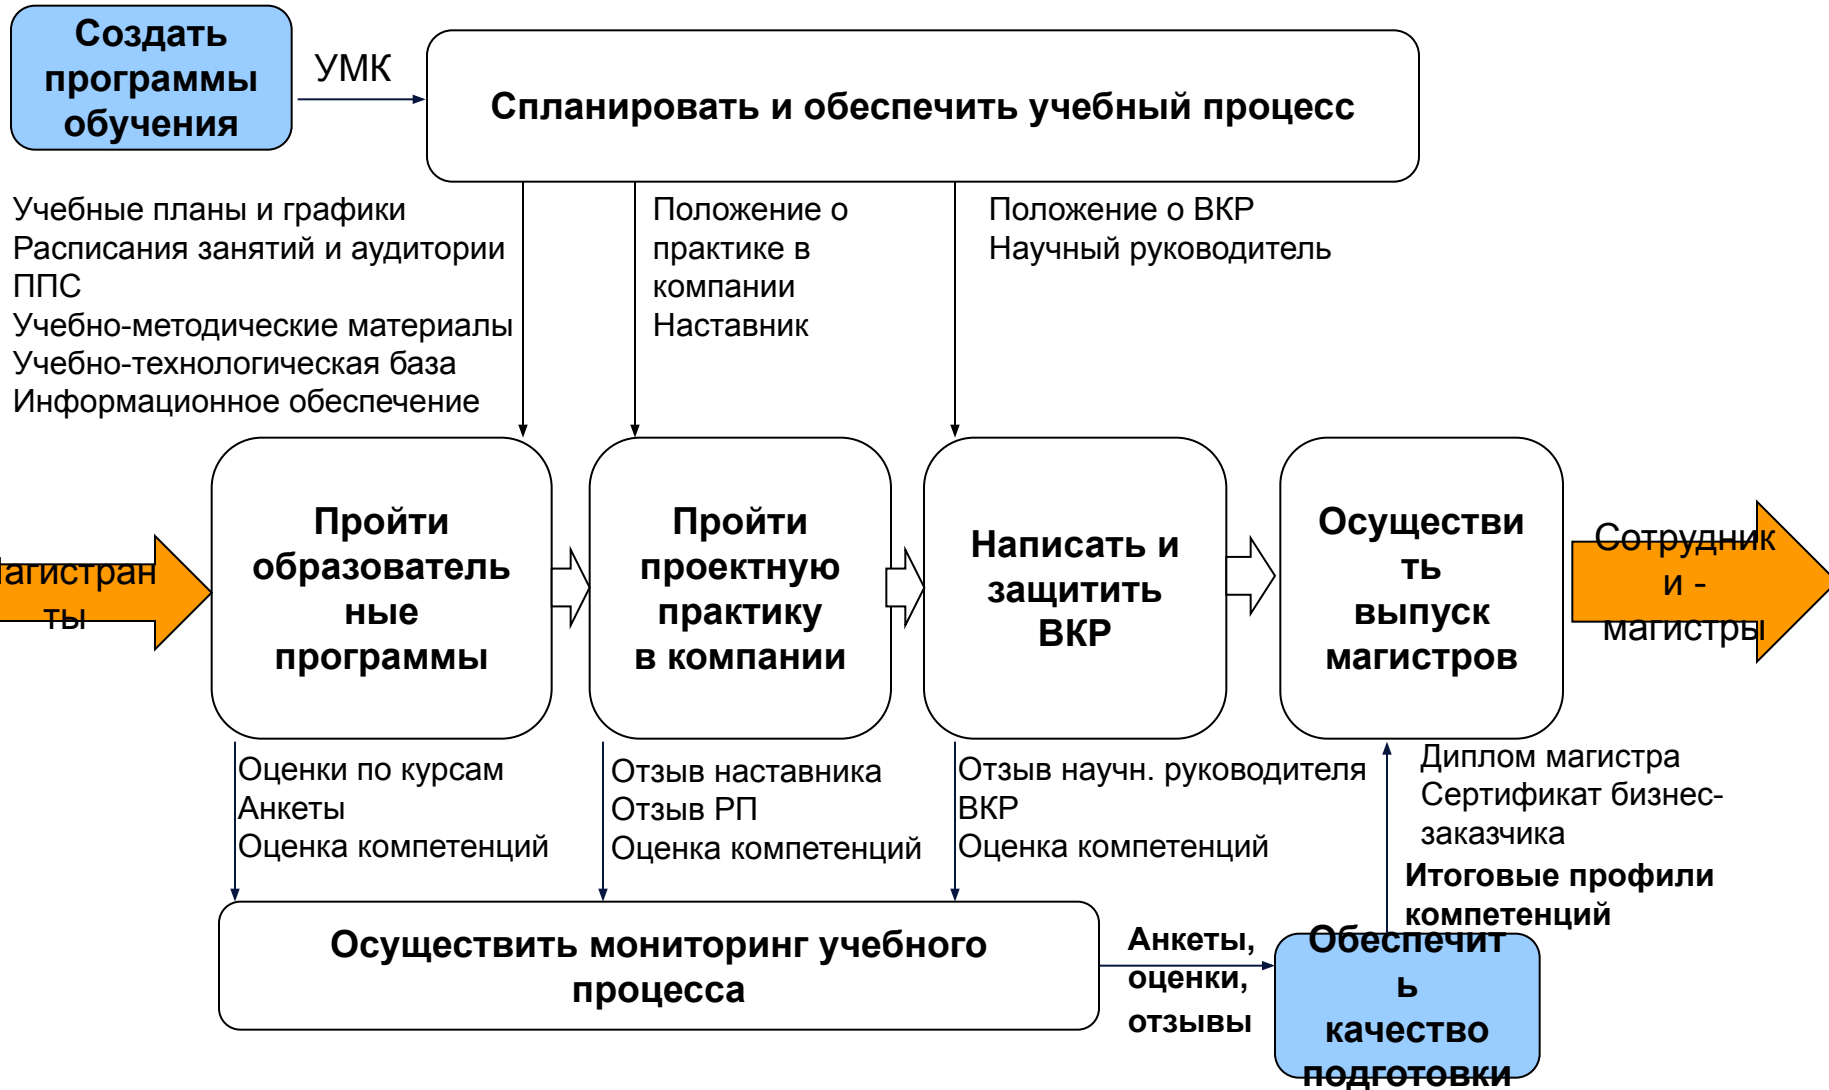 Создать
программы
обучения
УМК
Спланировать и обеспечить учебный процесс
Учебные планы и графики
Расписания занятий и аудитории
ППС
Учебно-методические материалы
Учебно-технологическая база
Информационное обеспечение
Положение о
практике в
компании
Наставник
Положение о ВКР
Научный руководитель
агистран
ты
Пройти
образователь
ные
программы
Пройти
проектную
практику
в компании
Написать и
защитить
ВКР
Осуществи
ть
выпуск
магистров
Сотрудник
и -
магистры
Оценки по курсам
Анкеты
Оценка компетенций
Отзыв наставника
Отзыв РП
Оценка компетенций
Отзыв научн. руководителя
ВКР
Оценка компетенций
Диплом магистра
Сертификат бизнес-
заказчика
Итоговые профили
компетенций
Осуществить мониторинг учебного
процесса
Анкеты,
оценки,
отзывы
Обеспечит
ь
качество
подготовки